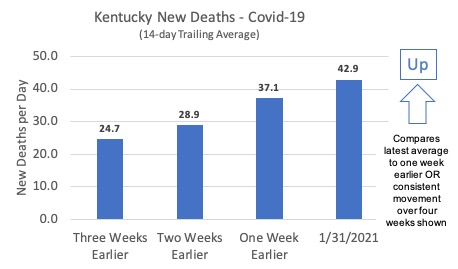 Kentucky New Deaths - Covid-19
(14-day Trailing Average)
New Deaths per Day
50.0
40.0
30.0
20.0
10.0
0.0
24.7
28.9
37.1
42.9
Three Weeks
Earlier
Two Weeks
Earlier
One Week
Earlier
1/31/2021
Up
Compares
latest average
to one week
earlier OR
consistent
movement
over four
weeks shown